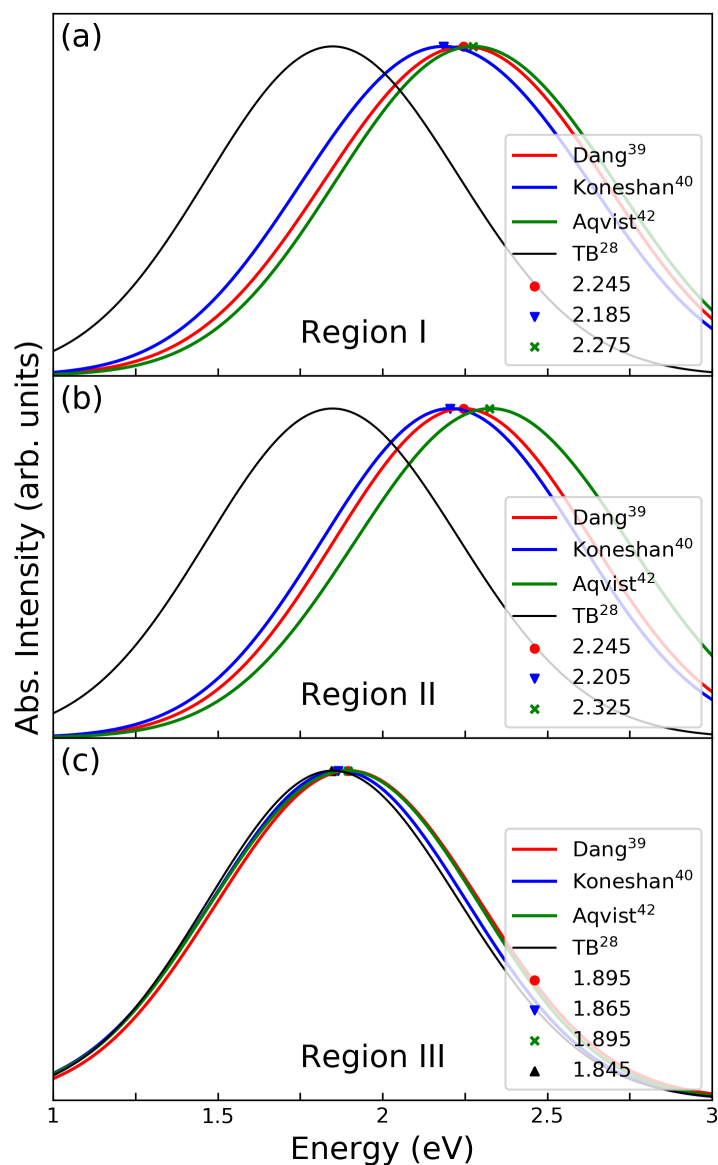 (a)
Dang³⁹
Koneshan⁴⁰
Aqvist⁴²
TB²⁸
2.245
2.185
2.275
Region I
(b)
Dang³⁹
Koneshan⁴⁰
Aqvist⁴²
TB²⁸
2.245
2.205
2.325
Region II
Abs. Intensity (arb. units)
(c)
Dang³⁹
Koneshan⁴⁰
Aqvist⁴²
TB²⁸
1.895
1.865
1.895
1.845
Region III
1 1.5 2 2.5 3
Energy (eV)